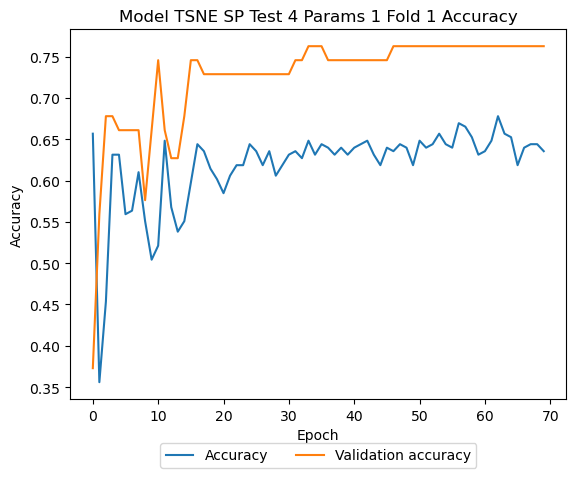 Model TSNE SP Test 4 Params 1 Fold 1 Accuracy
0.75
0.70
0.65
0.60
0.55
0.50
0.45
0.40
0.35
Accuracy
0 10 20 30 40 50 60 70
Epoch
Accuracy Validation accuracy